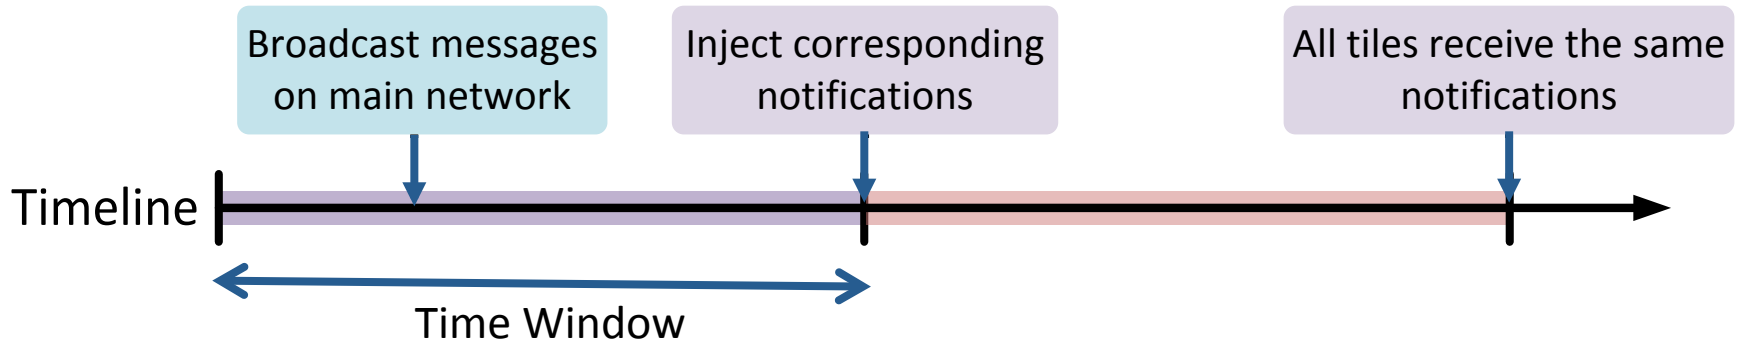 Broadcast messages
on main network
Inject corresponding
notifications
All tiles receive the same
notifications
Timeline
Time Window